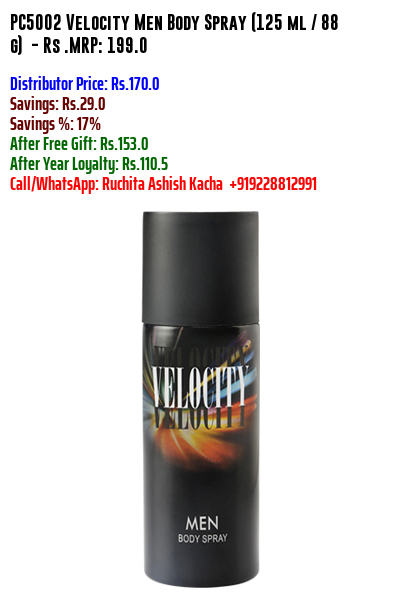 PC5002 Velocity Men Body Spray (125 ml / 88
g) - Rs .MRP: 199.0
Distributor Price: Rs.170.0
Savings: Rs.29.0
Savings %: 17%
After Free Gift: Rs.153.0
After Year Loyalty: Rs.110.5
Call/WhatsApp: Ruchita Ashish Kacha +919228812991
VELOCITY
VELOCITY
VELOCITY
MEN
BODY SPRAY